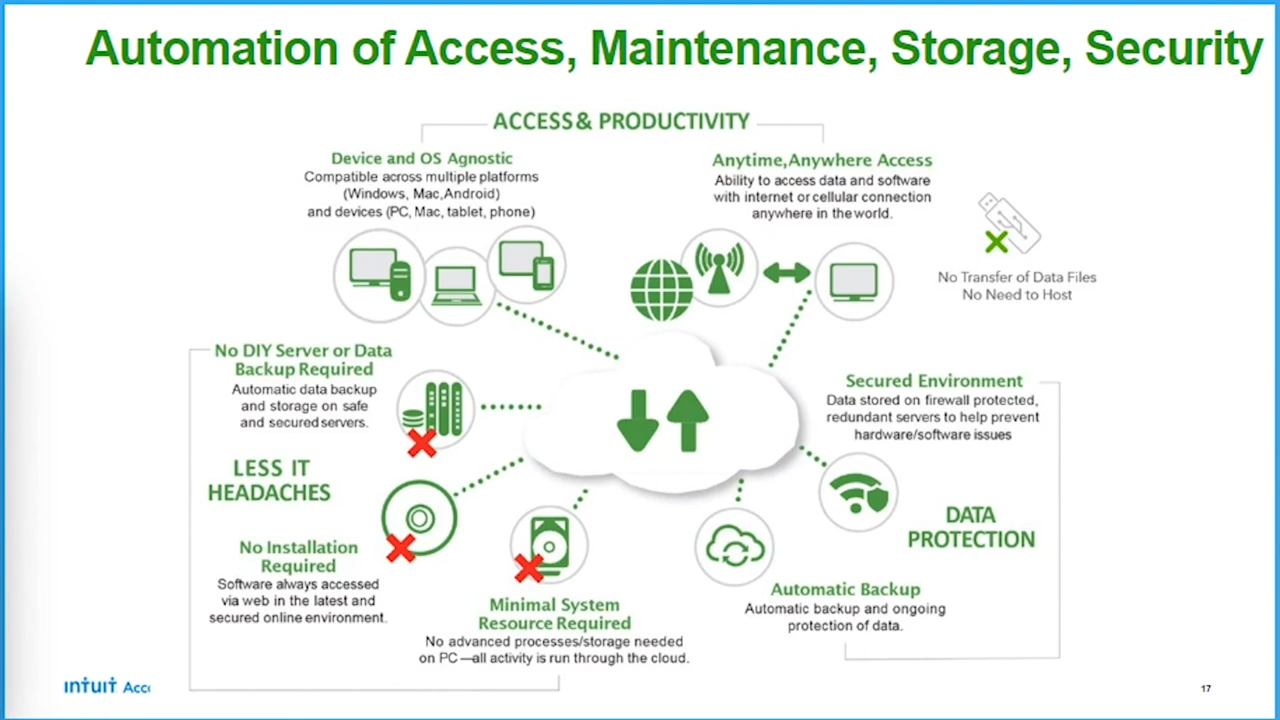 Automation of Access, Maintenance, Storage, Security
ACCESS & PRODUCTIVITY
Device and OS Agnostic
Compatible across multiple platforms
(Windows, Mac, Android)
and devices (PC, Mac, tablet, phone)
Anytime, Anywhere Access
Ability to access data and software
with internet or cellular connection
anywhere in the world.
No Transfer of Data Files
No Need to Host
No DIY Server or Data
Backup Required
Automatic data backup
and storage on safe
and secured servers.
LESS IT
HEADACHES
No Installation
Required
Software always accessed
via web in the latest and
secured online environment.
Minimal System
Resource Required
No advanced processes/storage needed
on PC—all activity is run through the cloud.
Secured Environment
Data stored on firewall protected,
redundant servers to help prevent
hardware/software issues
DATA
PROTECTION
Automatic Backup
Automatic backup and ongoing
protection of data.
INTUIT Acc
17